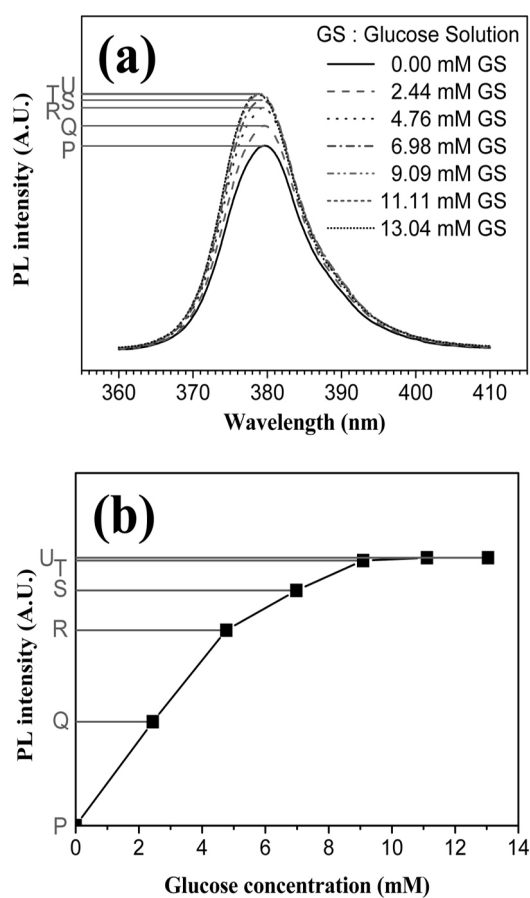 (a)
GS : Glucose Solution
0.00 mM GS
2.44 mM GS
4.76 mM GS
6.98 mM GS
9.09 mM GS
11.11 mM GS
13.04 mM GS
U
T
S
R
Q
P
PL intensity (A.U.)
360 370 380 390 400 410
Wavelength (nm)
(b)
U
T
S
R
Q
P
PL intensity (A.U.)
0 2 4 6 8 10 12 14
Glucose concentration (mM)